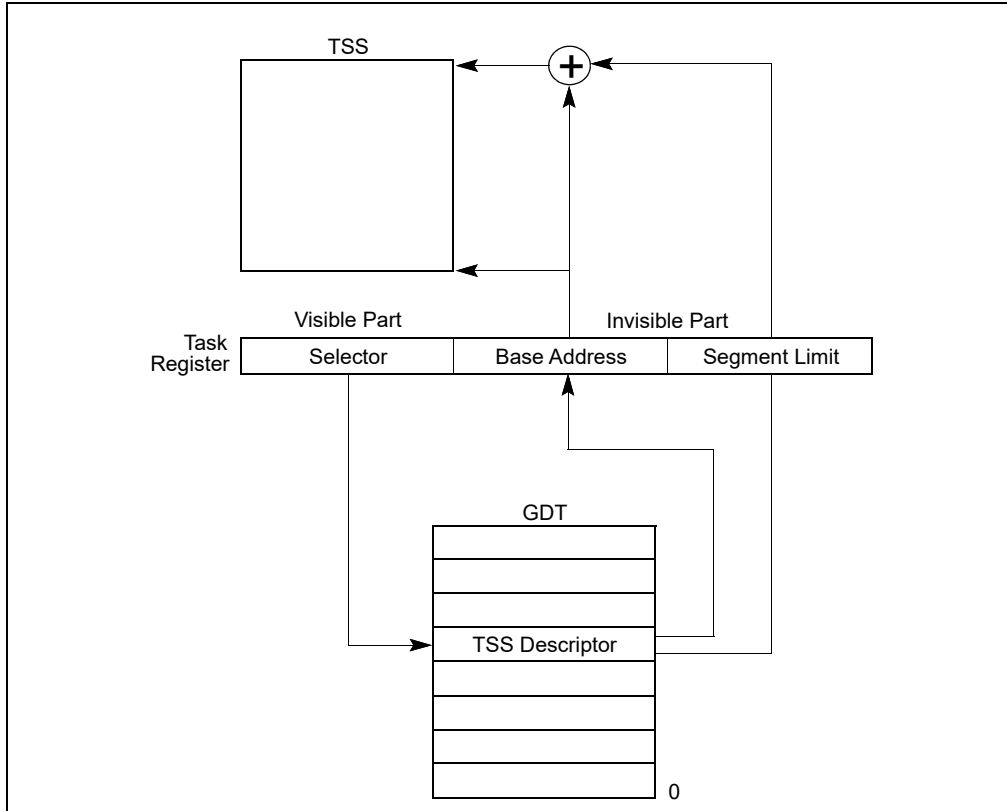 TSS
+
Visible Part
Invisible Part
Task
Register
Selector
Base Address
Segment Limit
GDT
TSS Descriptor
0